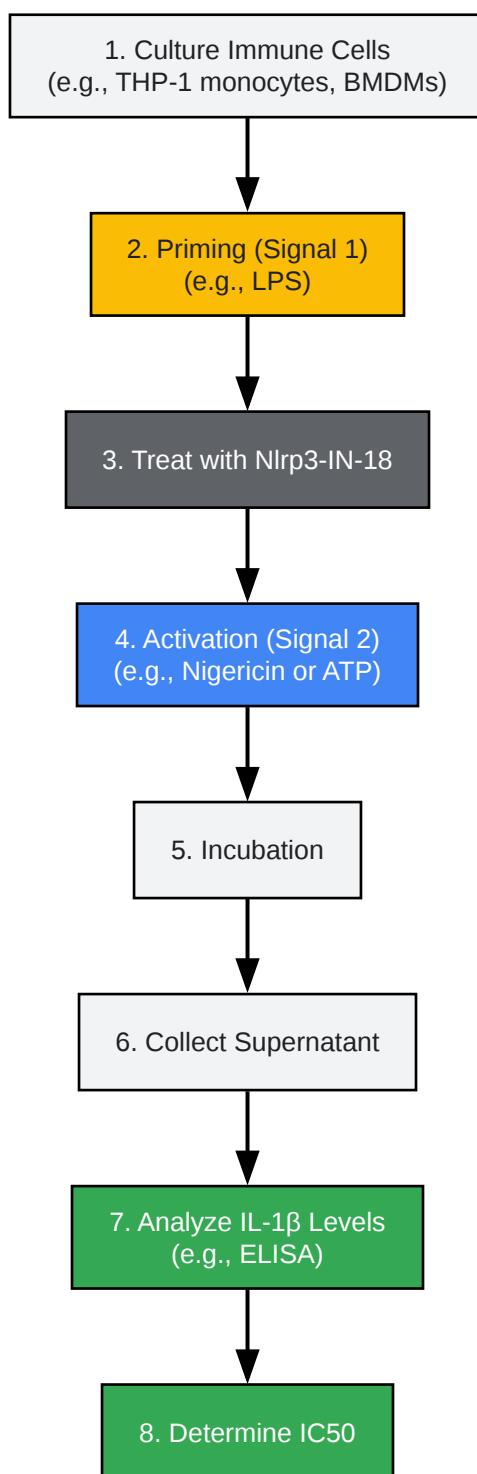 1. Culture Immune Cells
(e.g., THP-1 monocytes, BMDMs)
2. Priming (Signal 1)
(e.g., LPS)
3. Treat with Nlrp3-IN-18
4. Activation (Signal 2)
(e.g., Nigericin or ATP)
5. Incubation
6. Collect Supernatant
7. Analyze IL-1β Levels
(e.g., ELISA)
8. Determine IC50